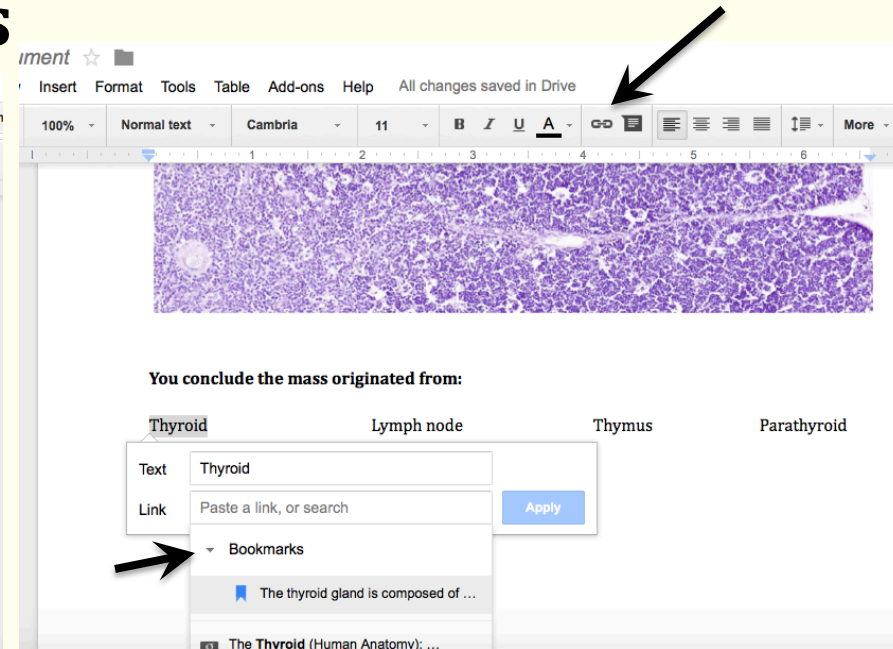 s
ument
Insert Format Tools Table Add-ons Help All changes saved in Drive
100% Normal text Cambria 11 B I U A More
1 2 3 4 5 6
You conclude the mass originated from:
Thyroid Lymph node Thymus Parathyroid
Text Thyroid
Link Paste a link, or search Apply
Bookmarks
The thyroid gland is composed of ...
The Thyroid (Human Anatomy): ...